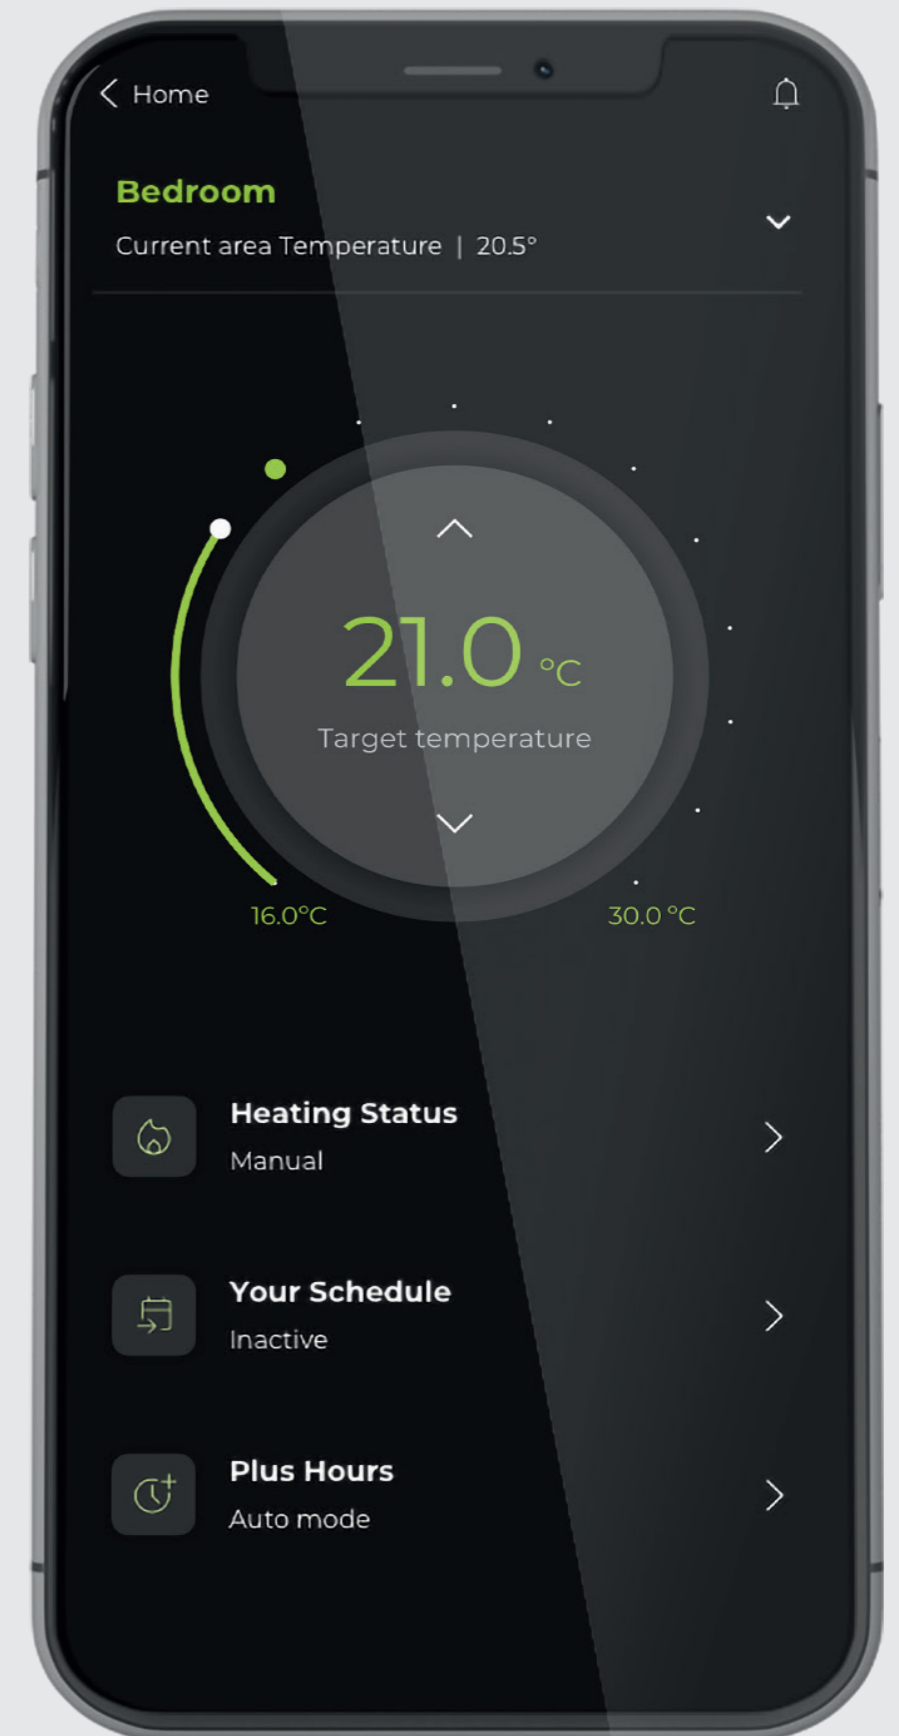 Home
Bedroom
Current area Temperature | 20.5°
21.0 °C
Target temperature
16.0°C
30.0 °C
Heating Status
Manual
Your Schedule
Inactive
Plus Hours
Auto mode